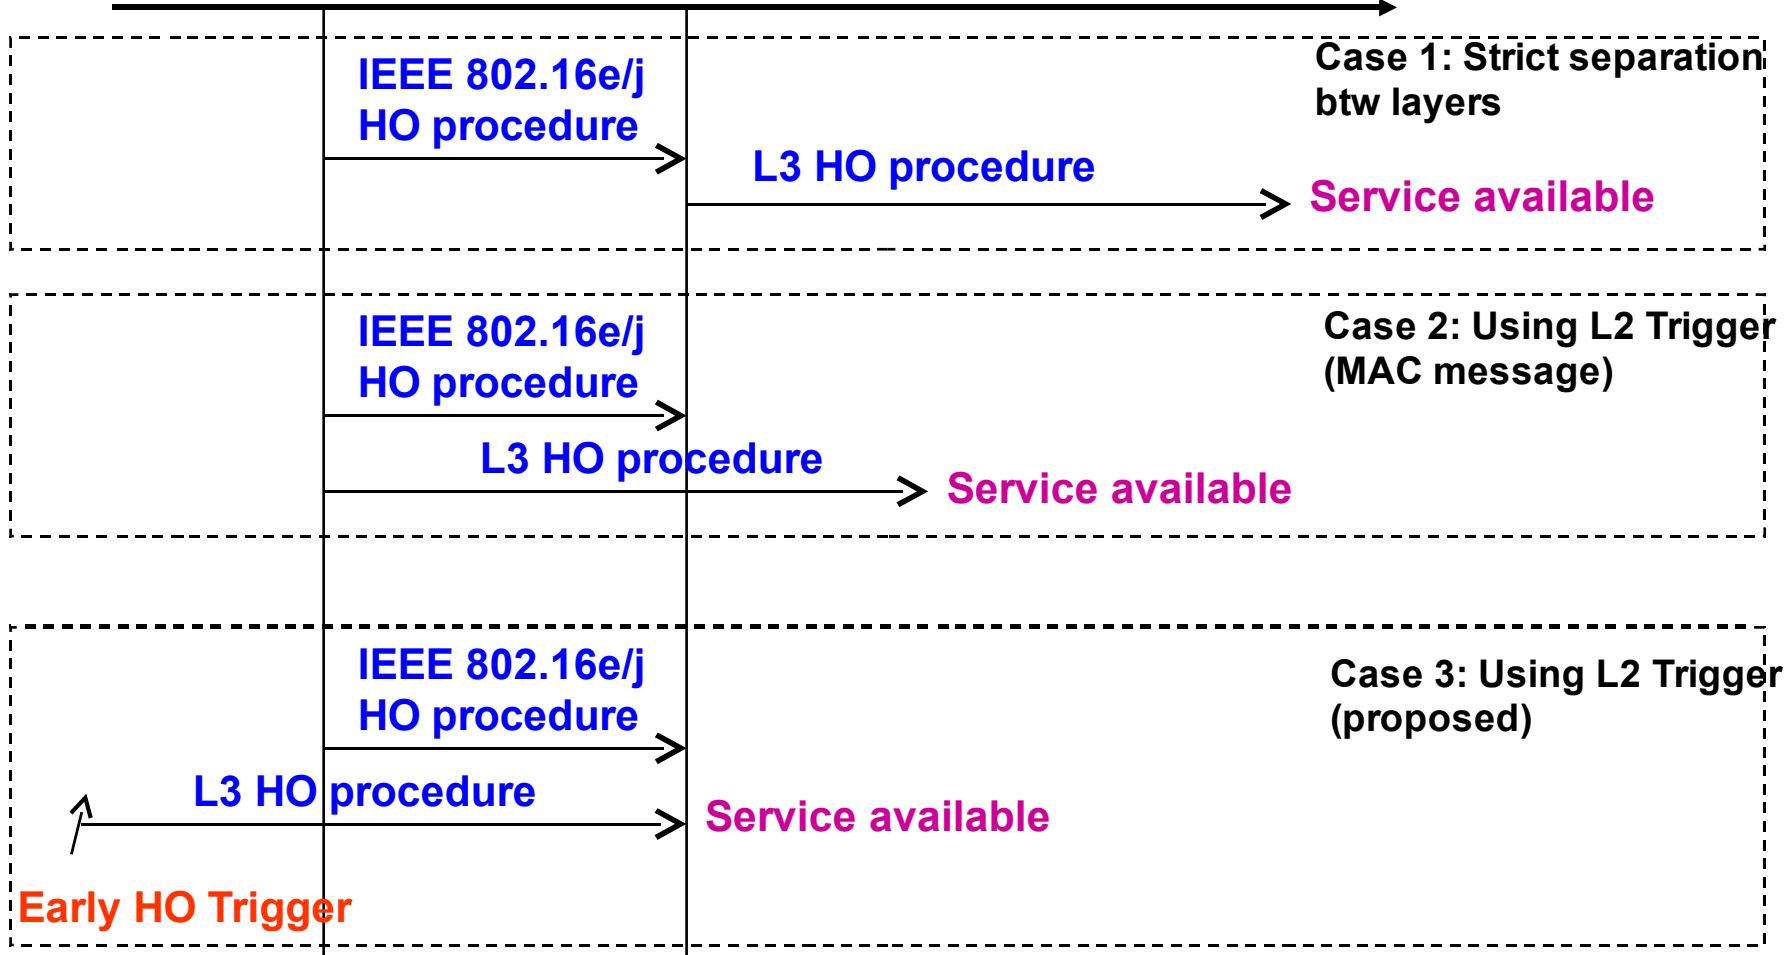 Case 1: Strict separation
btw layers
IEEE 802.16e/j
HO procedure
L3 HO procedure
Service available
Case 2: Using L2 Trigger
(MAC message)
IEEE 802.16e/j
HO procedure
L3 HO procedure
Service available
Case 3: Using L2 Trigger
(proposed)
IEEE 802.16e/j
HO procedure
L3 HO procedure
Service available
Early HO Trigger